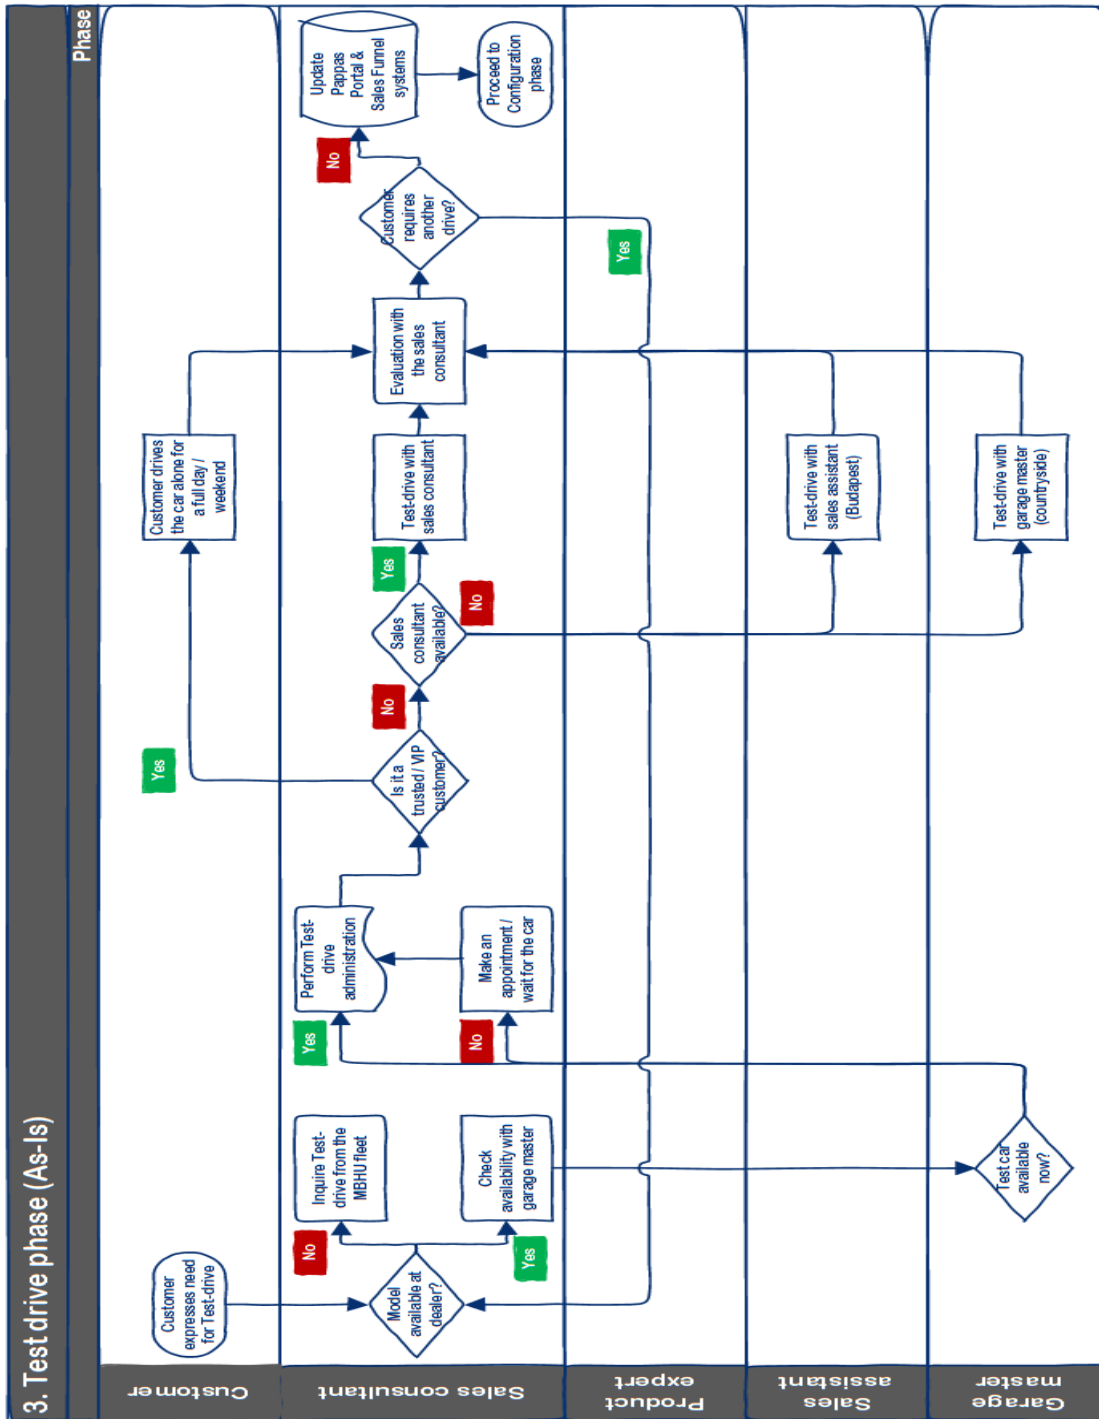 3. Test drive phase (As-Is)
Phase
Customer
Customer
expresses need
for Test-drive
Yes
Customer drives
the car alone for
a full day /
weekend
Sales consultant
Model
available at
dealer?
No
Inquire Test-
drive from the
MBHU fleet
Yes
Check
availability with
garage master
Yes
Perform Test-
drive
administration
No
Make an
appointment /
wait for the car
Is it a
trusted / VIP
customer?
No
Sales
consultant
available?
Yes
No
Test-drive with
sales consultant
Evaluation with
the sales
consultant
Customer
requires
another
drive?
No
Update
Pappas
Portal &
Sales Funnel
systems
Proceed to
Configuration
phase
Product
expert
Yes
Sales
assistant
Test-drive with
sales assistant
(Budapest)
Garage
master
Test car
available
now?
Test-drive with
garage master
(countryside)